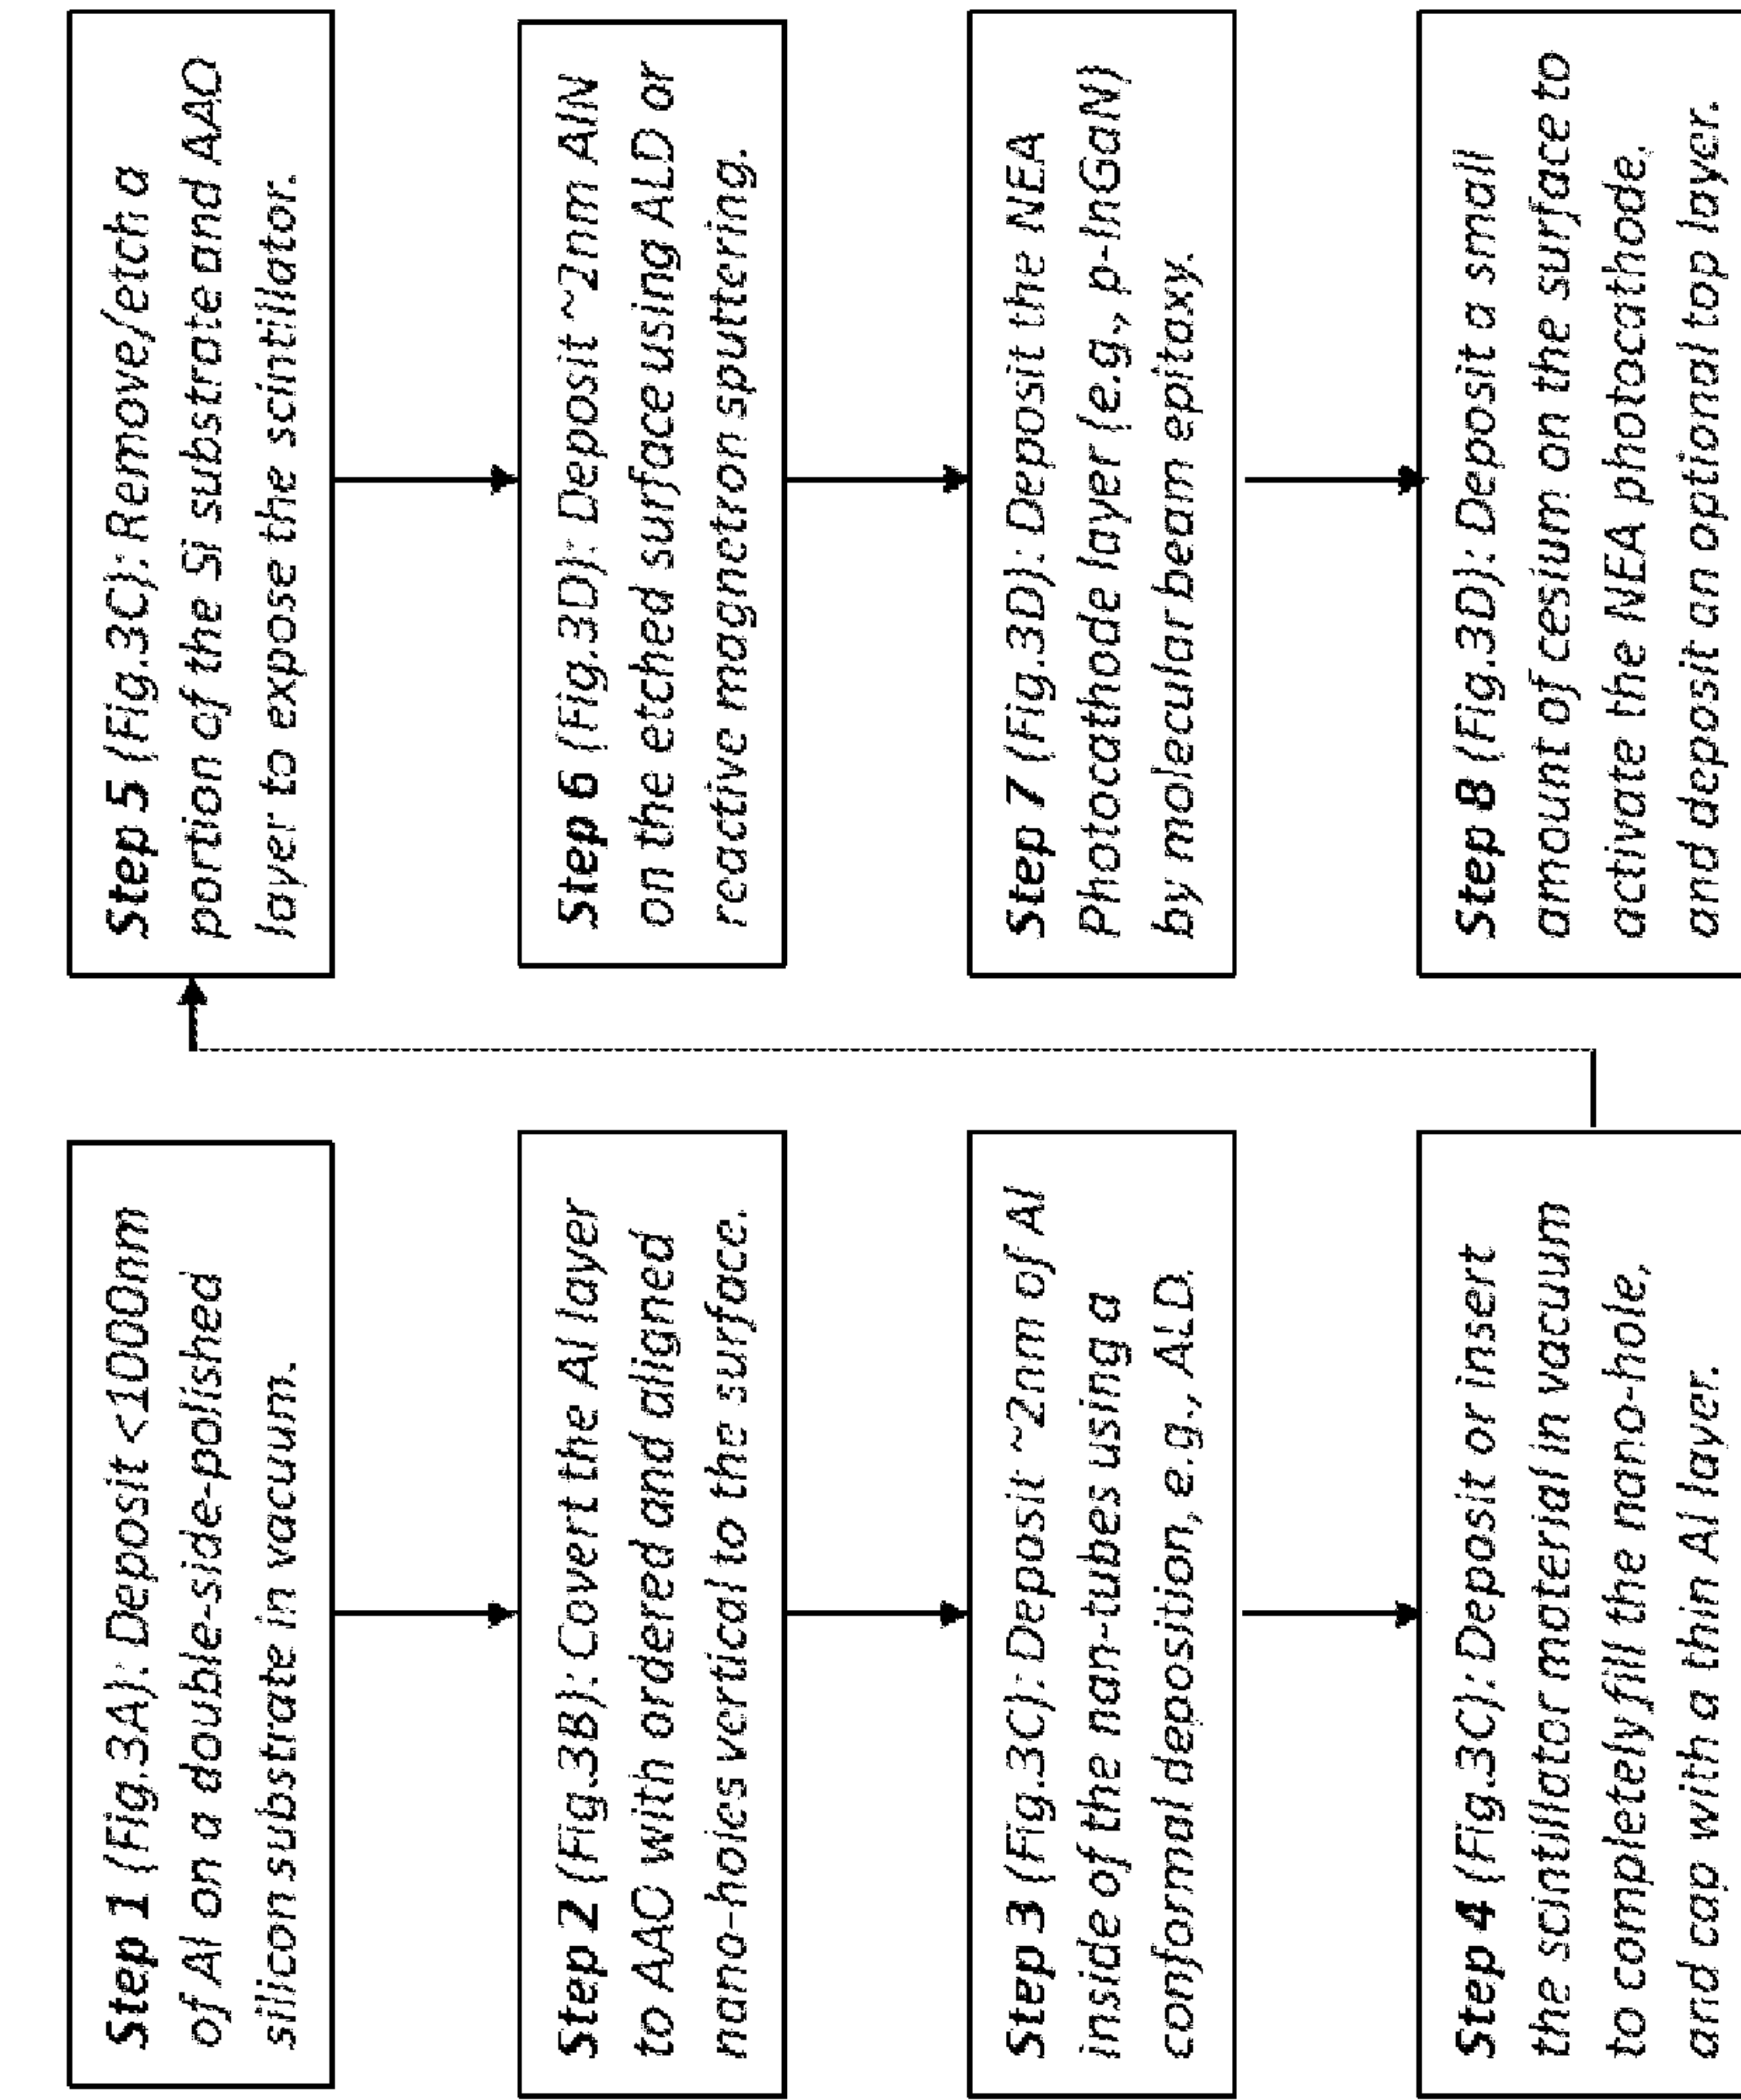 Step 1 (Fig.3A): Deposit <1000nm
of Al on a double-side-polished
silicon substrate in vacuum.
Step 2 (Fig.3B): Covert the Al layer
to AAO with ordered and aligned
nano-holes vertical to the surface.
Step 3 (Fig.3C): Deposit ~2nm of Al
inside of the nan-tubes using a
conformal deposition, e.g., ALD.
Step 4 (Fig.3C): Deposit or insert
the scintillator material in vacuum
to completely fill the nano-hole,
and cap with a thin Al layer.
Step 5 (Fig.3C): Remove/etch a
portion of the Si substrate and AAO
layer to expose the scintillator.
Step 6 (Fig.3D): Deposit ~2nm AlN
on the etched surface using ALD or
reactive magnetron sputtering.
Step 7 (Fig.3D): Deposit the NEA
Photocathode layer (e.g., p-InGaN)
by molecular beam epitaxy.
Step 8 (Fig.3D): Deposit a small
amount of cesium on the surface to
activate the NEA photocathode,
and deposit an optional top layer.